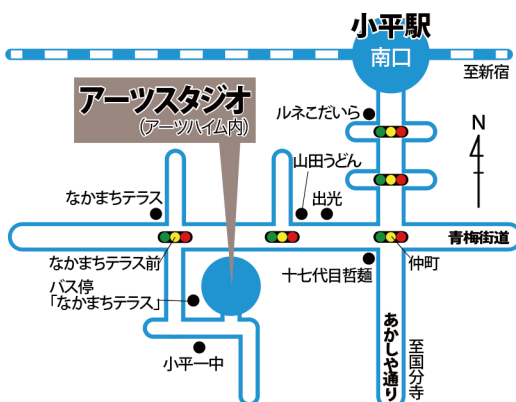 小平駅
南口
至新宿
アーツスタジオ
(アーツハイム内)
ルネこだいら
N
山田うどん
出光
なかまちテラス
青梅街道
なかまちテラス前
十七代目哲麺
仲町
バス停
「なかまちテラス」
小平一中
あかしや通り
至国分寺